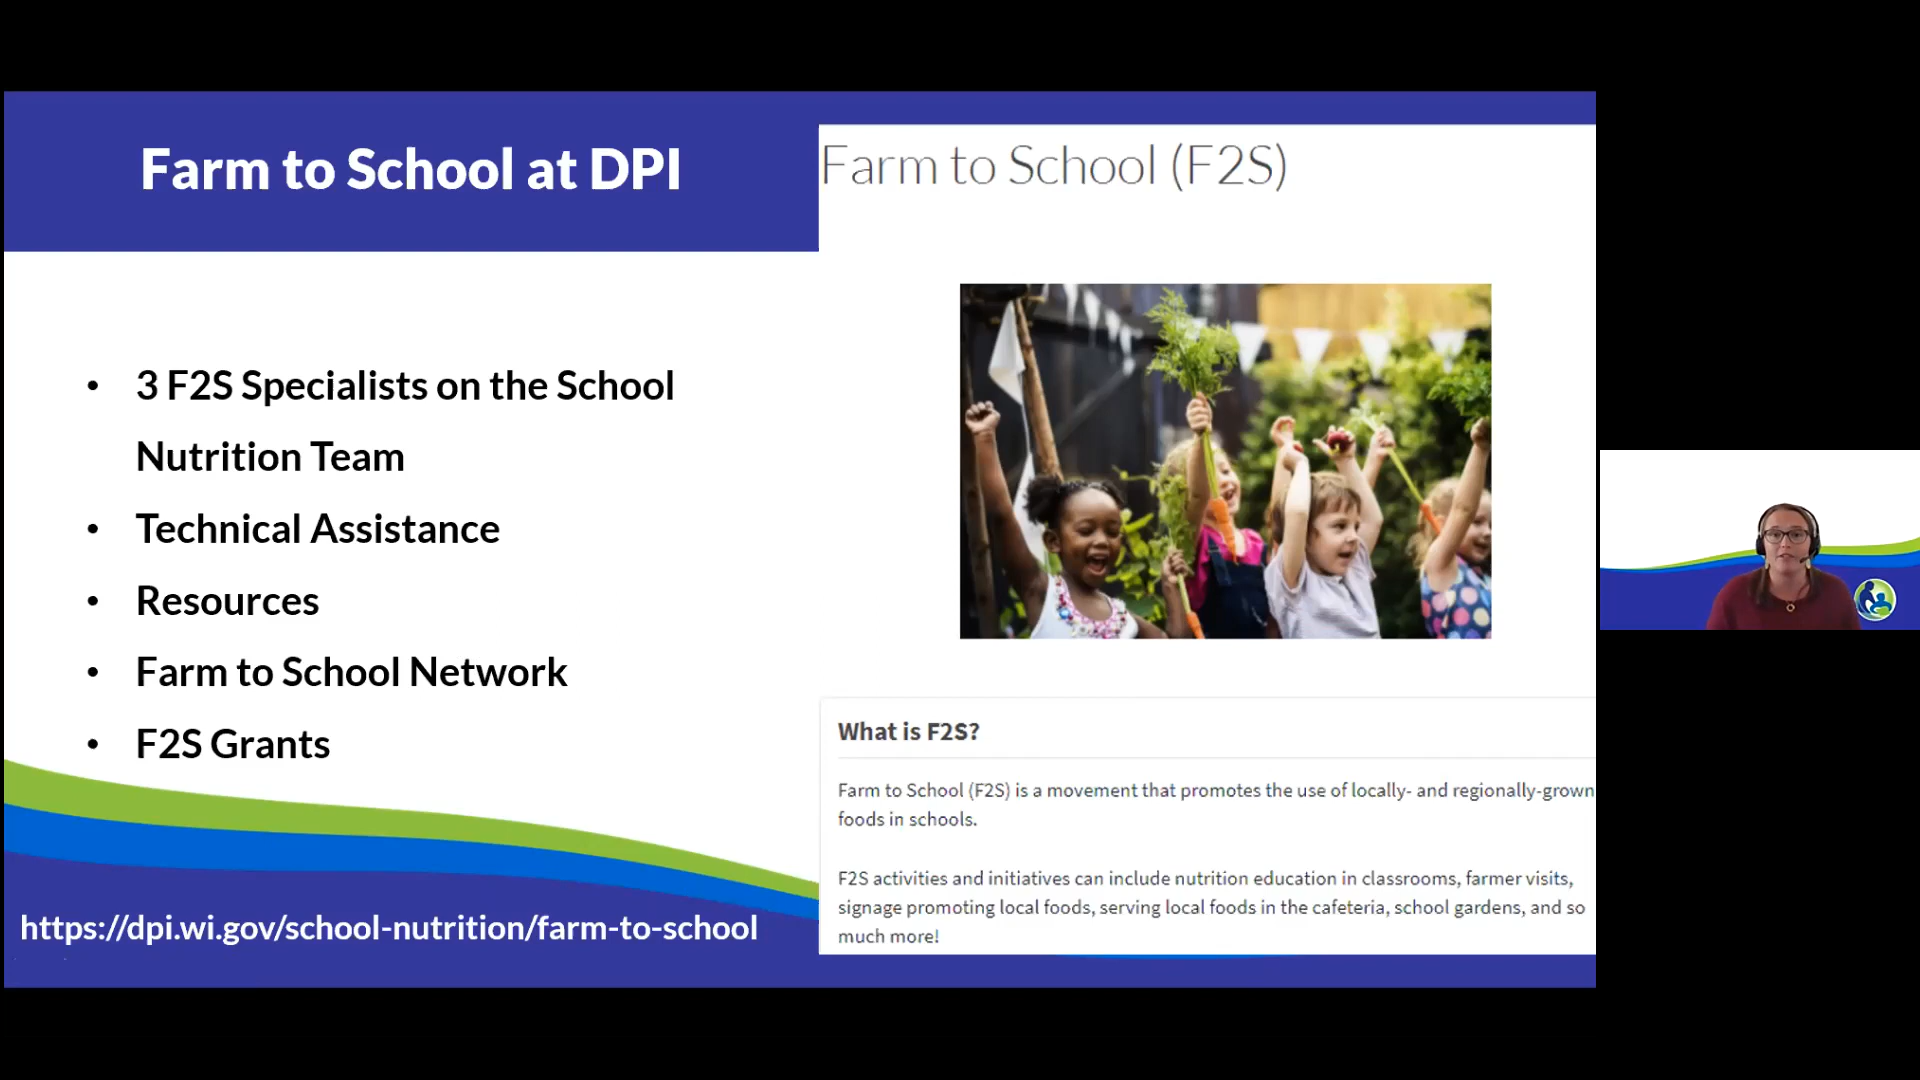 Farm to School at DPI
• 3 F2S Specialists on the School
Nutrition Team
• Technical Assistance
• Resources
• Farm to School Network
• F2S Grants
https://dpi.wi.gov/school-nutrition/farm-to-school
Farm to School (F2S)
What is F2S?
Farm to School (F2S) is a movement that promotes the use of locally- and regionally-grown
foods in schools.
F2S activities and initiatives can include nutrition education in classrooms, farmer visits,
signage promoting local foods, serving local foods in the cafeteria, school gardens, and so
much more!